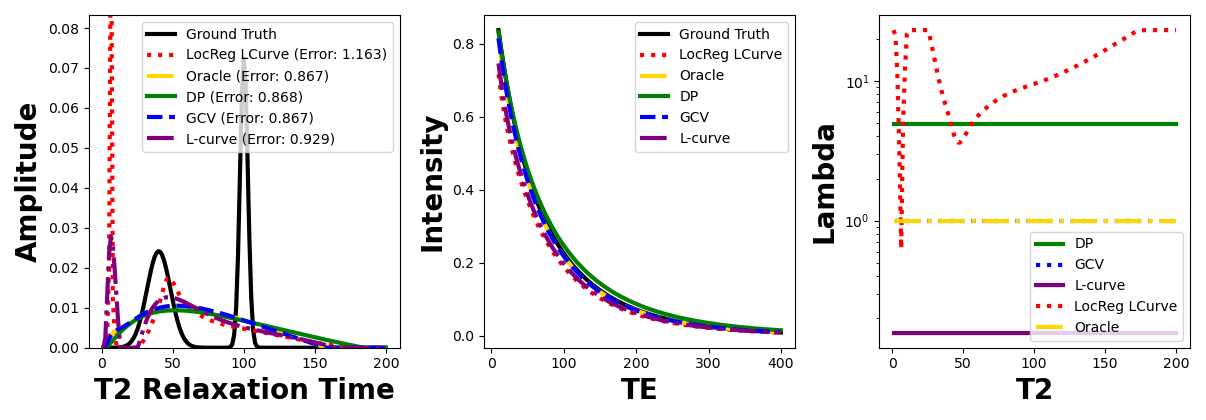 Amplitude
0.00
0.01
0.02
0.03
0.04
0.05
0.06
0.07
0.08
0
50
100
150
200
T2 Relaxation Time
Ground Truth
LocReg LCurve (Error: 1.163)
Oracle (Error: 0.867)
DP (Error: 0.868)
GCV (Error: 0.867)
L-curve (Error: 0.929)
Intensity
0.0
0.2
0.4
0.6
0.8
0
100
200
300
400
TE
Ground Truth
LocReg LCurve
Oracle
DP
GCV
L-curve
Lambda
10¹
10⁰
0
50
100
150
200
T2
DP
GCV
L-curve
LocReg LCurve
Oracle